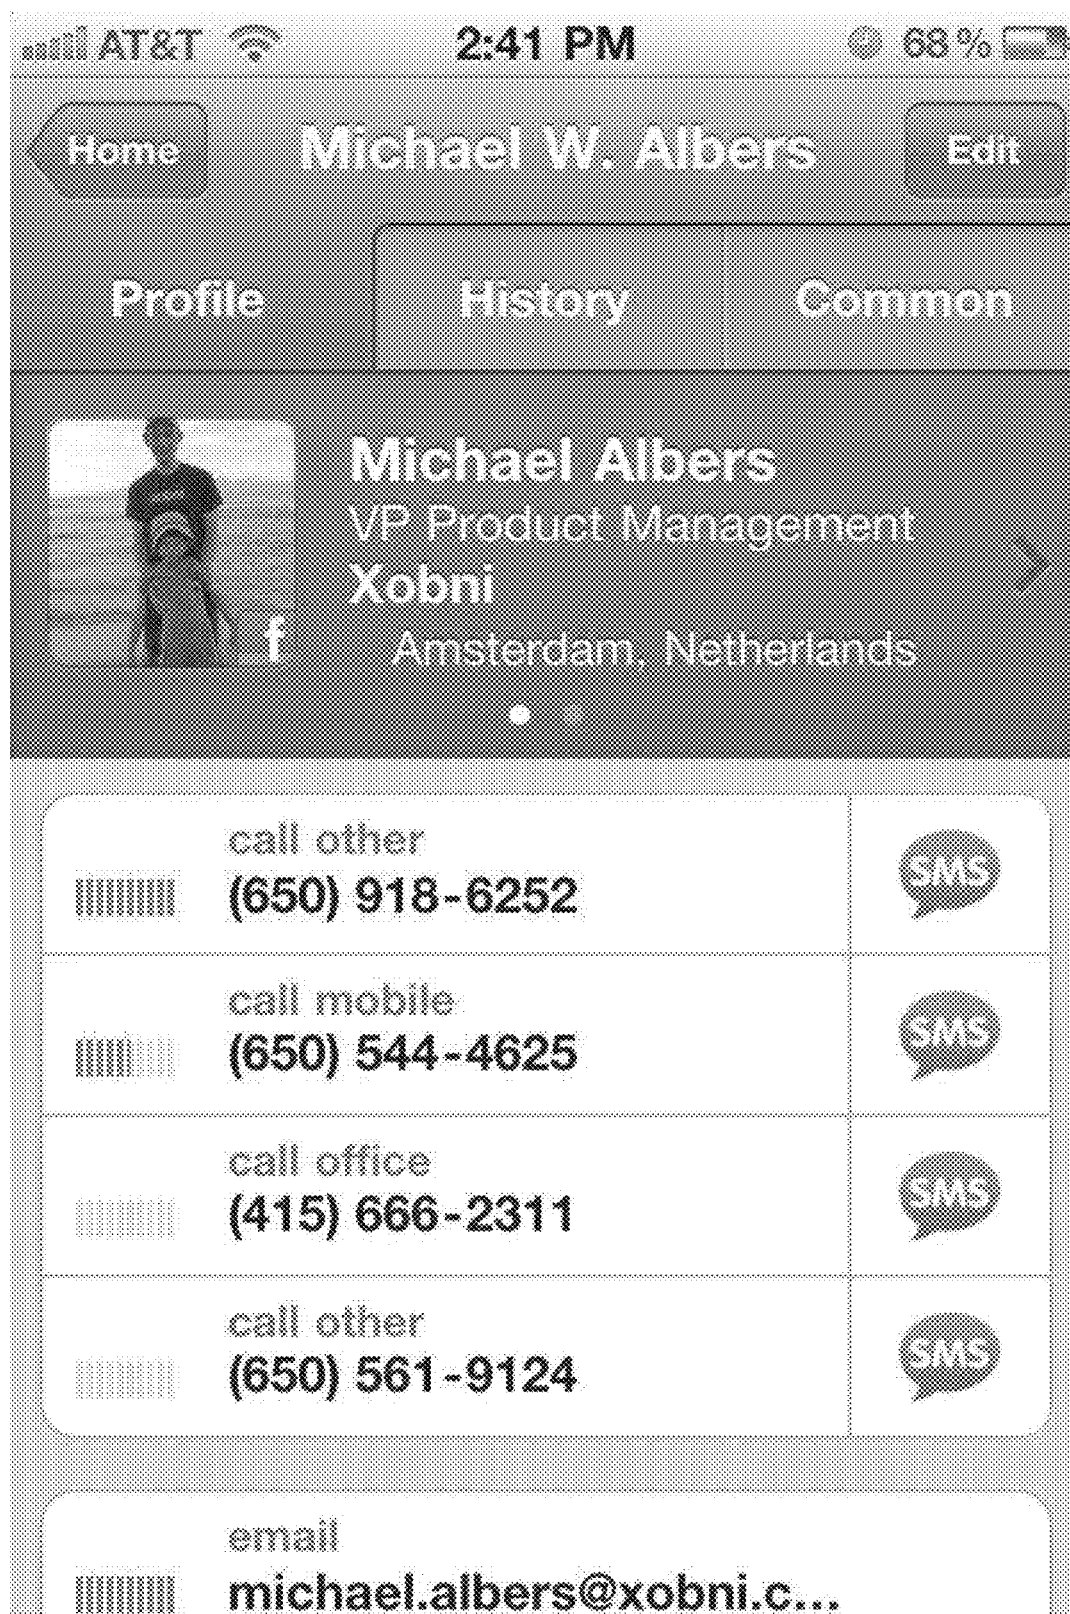 AT&T 2:41 PM 68%
Home Michael W. Albers Edit
Profile History Common
Michael Albers
VP Product Management
Xobni
f Amsterdam, Netherlands
call other
(650) 918-6252 SMS
call mobile
(650) 544-4625 SMS
call office
(415) 666-2311 SMS
call other
(650) 561-9124 SMS
email
michael.albers@xobni.c...